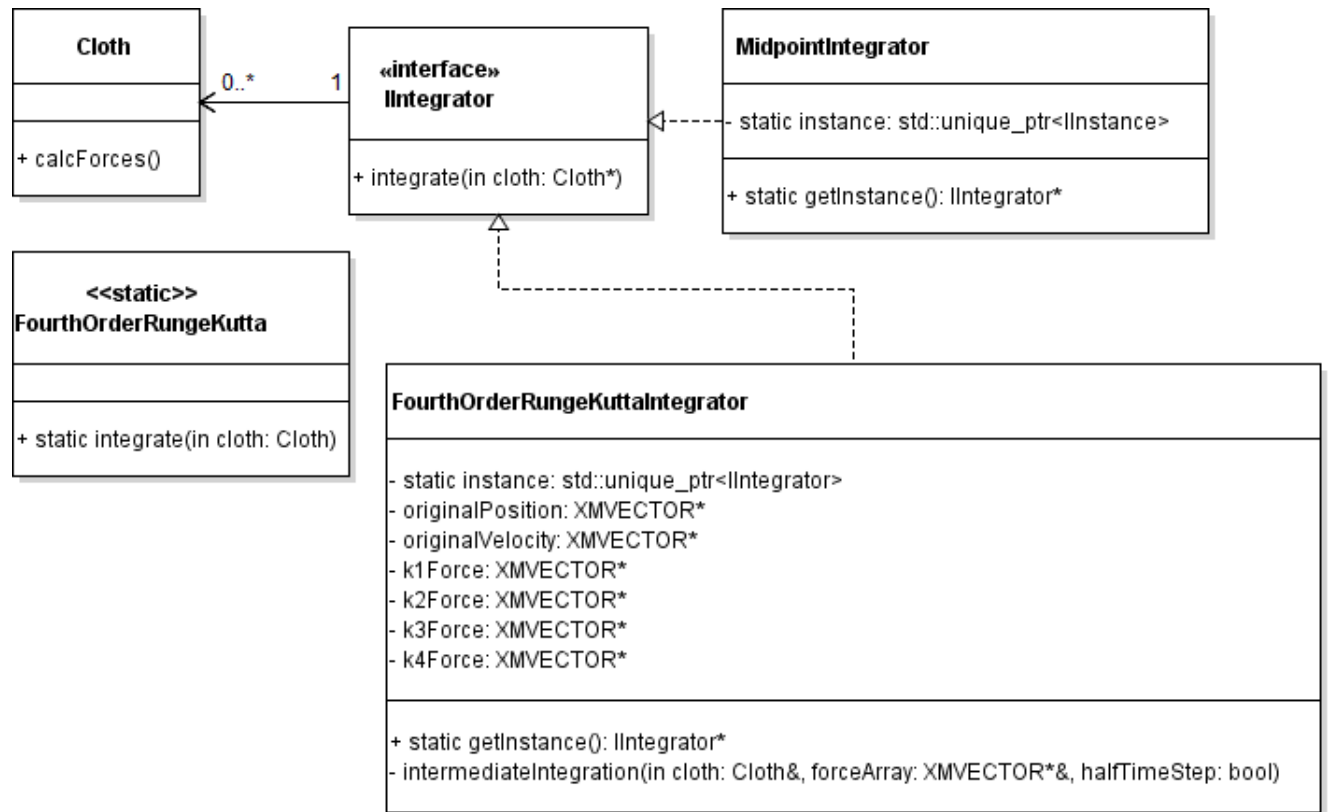 Cloth
+ calcForces()
0..*
1
«interface»
IIntegrator
+ integrate(in cloth: Cloth*)
MidpointIntegrator
- static instance: std::unique_ptr<IInstance>
+ static getInstance(): IIntegrator*
<<static>>
FourthOrderRungeKutta
+ static integrate(in cloth: Cloth)
FourthOrderRungeKuttaIntegrator
- static instance: std::unique_ptr<IIntegrator>
- originalPosition: XMVECTOR*
- originalVelocity: XMVECTOR*
- k1Force: XMVECTOR*
- k2Force: XMVECTOR*
- k3Force: XMVECTOR*
- k4Force: XMVECTOR*
+ static getInstance(): IIntegrator*
- intermediateIntegration(in cloth: Cloth&, forceArray: XMVECTOR*&, halfTimeStep: bool)